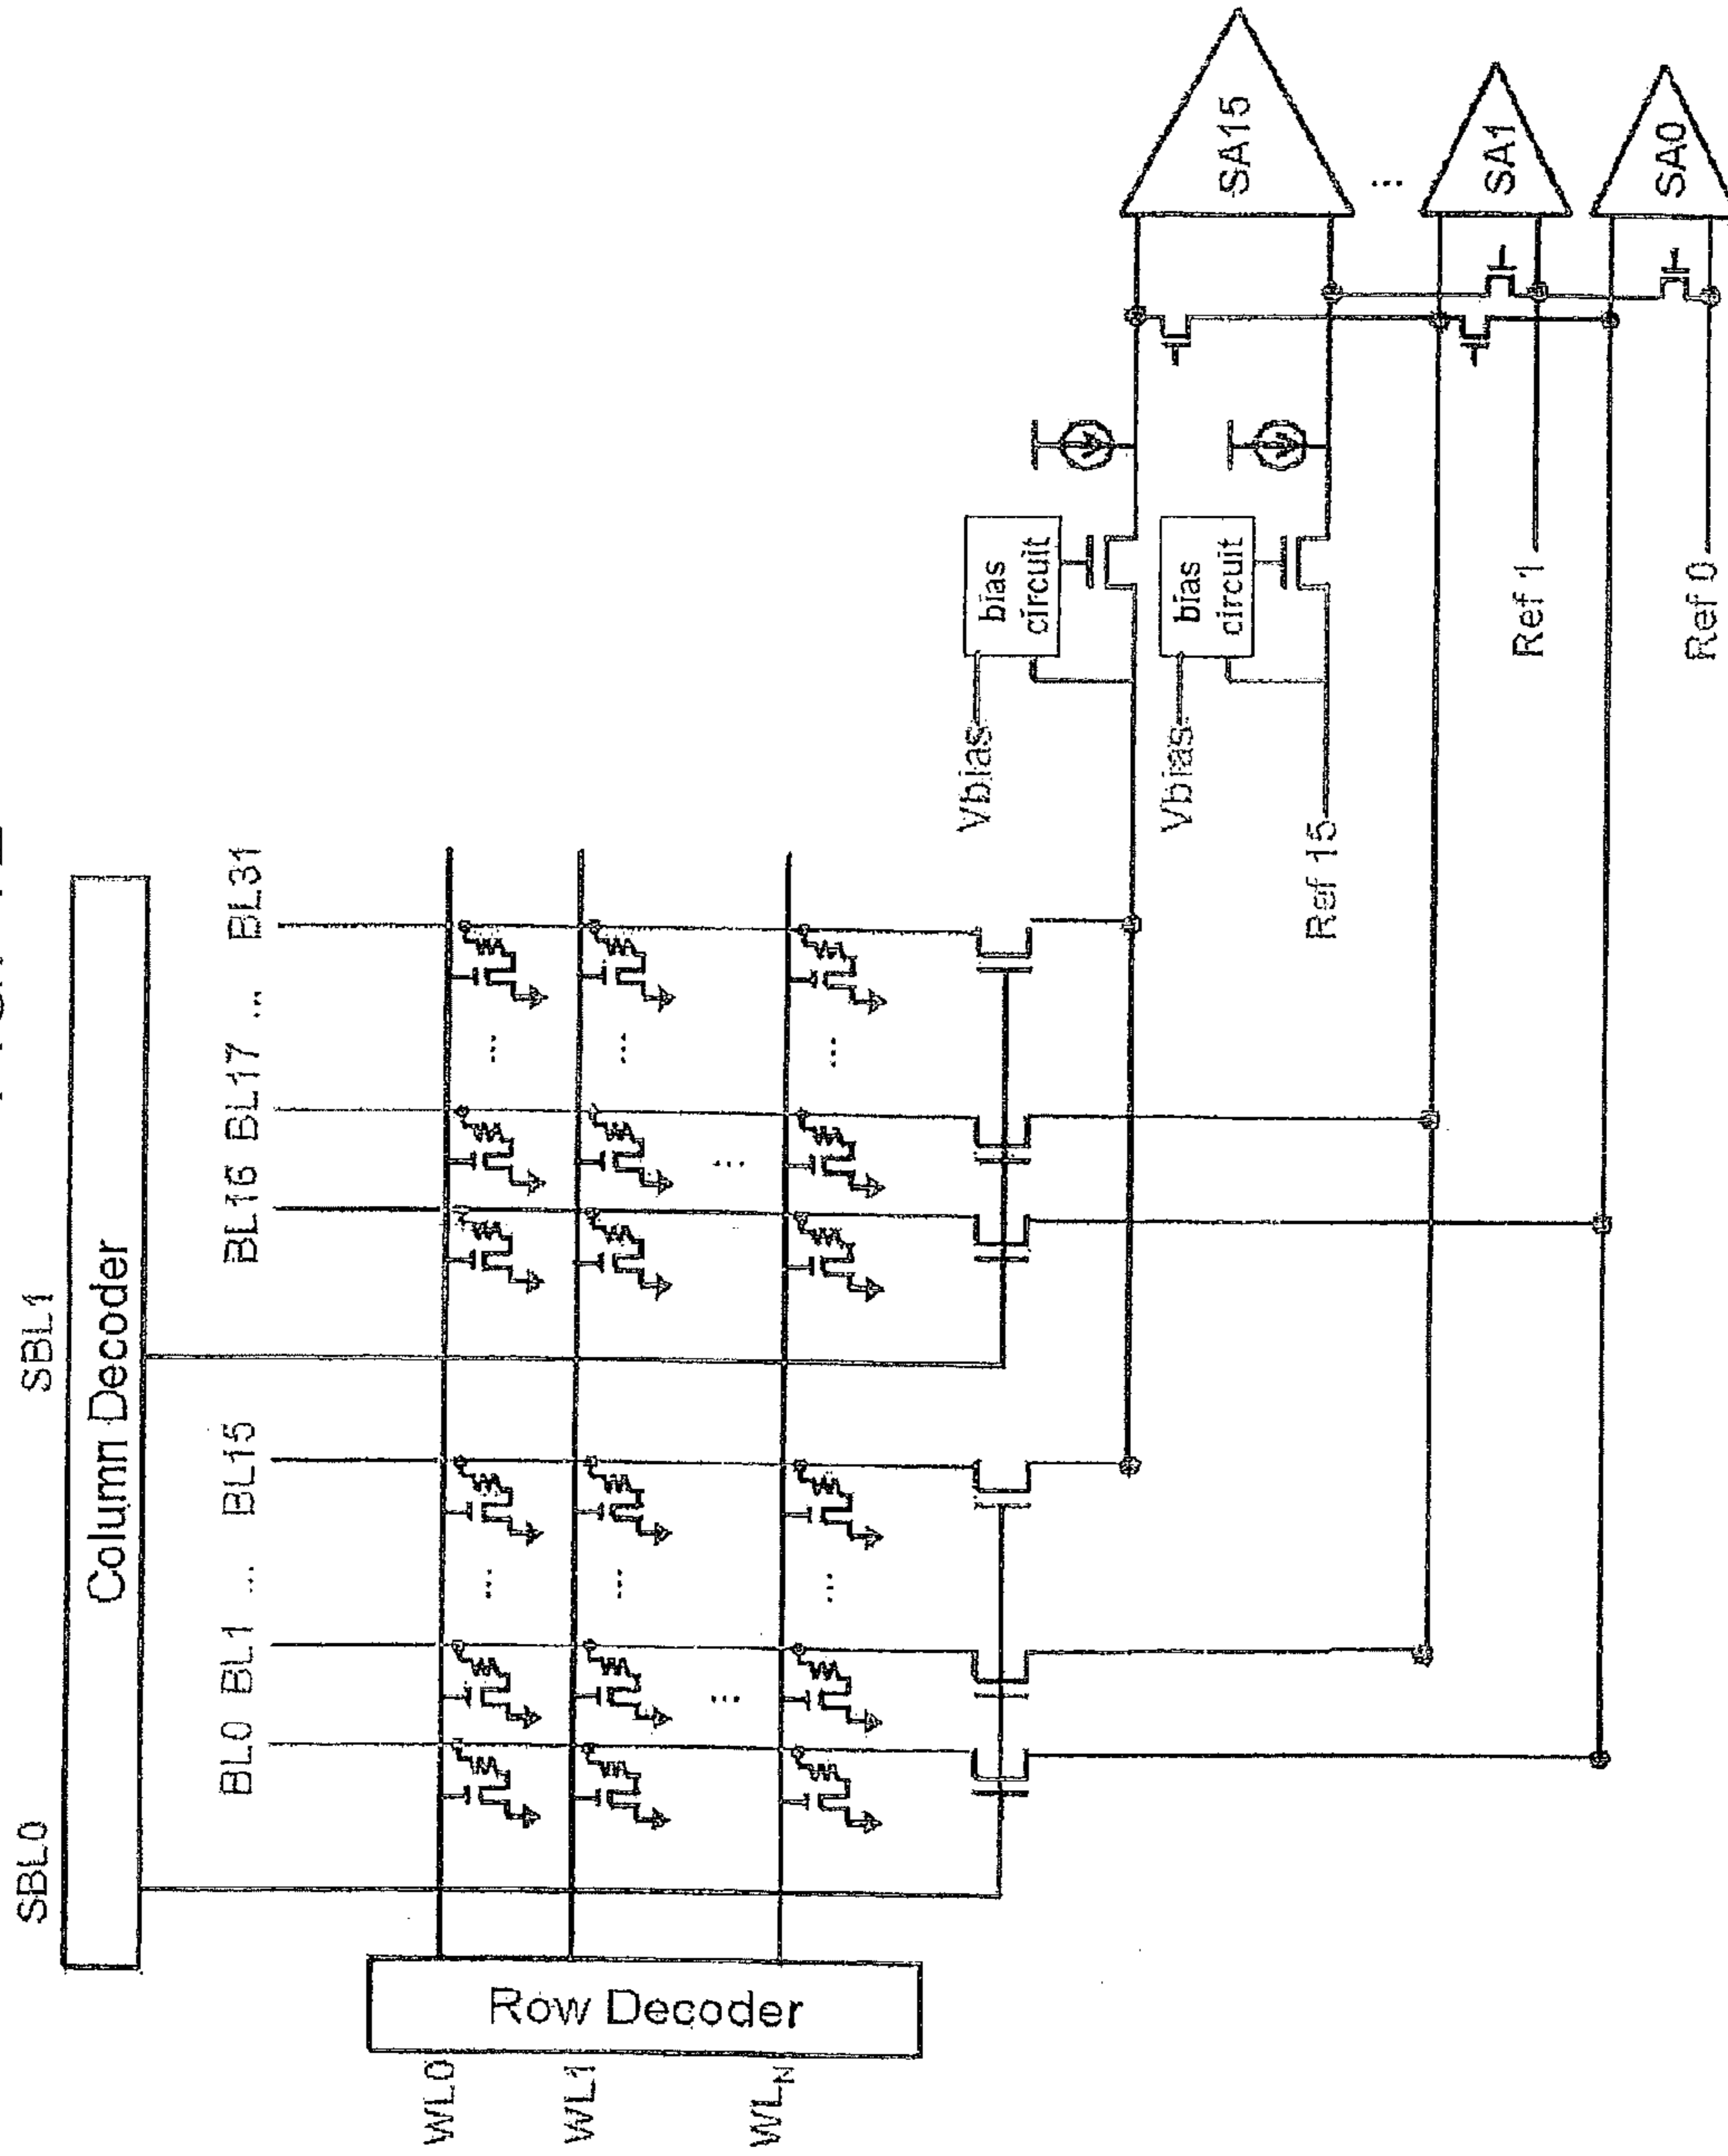 SBL0
SBL1
Column Decoder
BL0 BL1 ... BL15
BL16 BL17 ... BL31
WL0
WL1
WL_N
Row Decoder
...
...
...
...
...
...
...
...
Vbias
bias
circuit
Vbias
bias
circuit
Ref 15
Ref 1
Ref 0
SA15
...
SA1
SA0